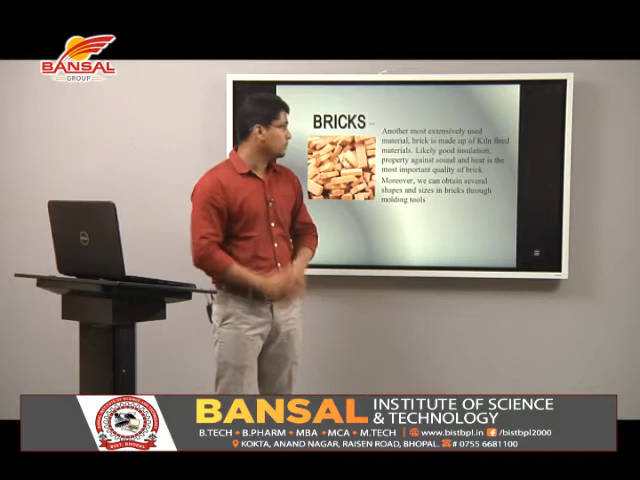 BANSAL
GROUP
BRICKS
Another most extensively used
material, brick is made up of Kiln fired
materials. Likely good insulation,
property against sound and heat is the
most important quality of brick.
Moreover, we can obtain several
shapes and sizes in bricks through
molding tools
DELL
BIST, BHOPAL
BANSAL INSTITUTE OF SCIENCE
& TECHNOLOGY
B.TECH • B.PHARM • MBA • MCA • M.TECH | www.bistbpl.in /bistbpl2000
KOKTA, ANAND NAGAR, RAISEN ROAD, BHOPAL. # 0755 6681100